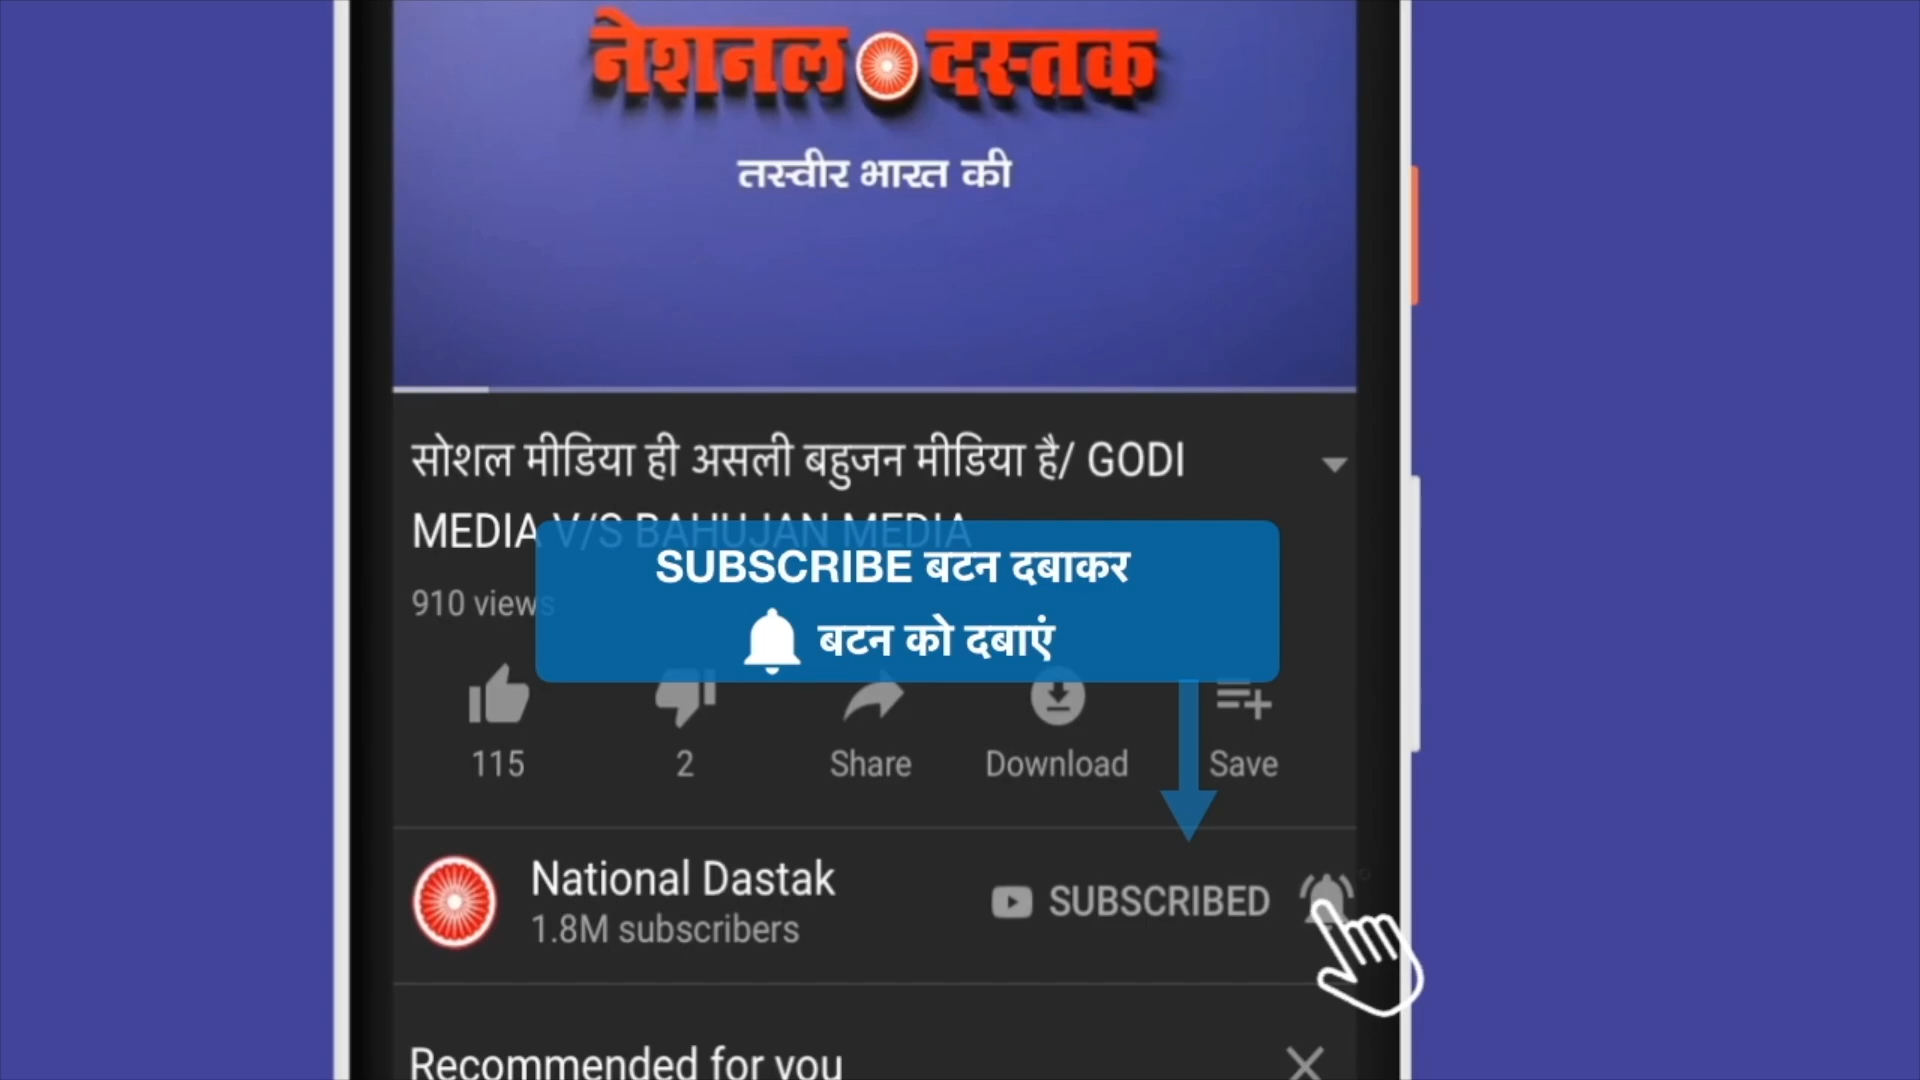 नेशनल दस्तक
तस्वीर भारत की
सोशल मीडिया ही असली बहुजन मीडिया है/ GODI
MEDIA V/S BAHUJAN MEDIA
SUBSCRIBE बटन दबाकर
बटन को दबाएं
910 views
115
2
Share
Download
Save
National Dastak
1.8M subscribers
SUBSCRIBED
Recommended for you